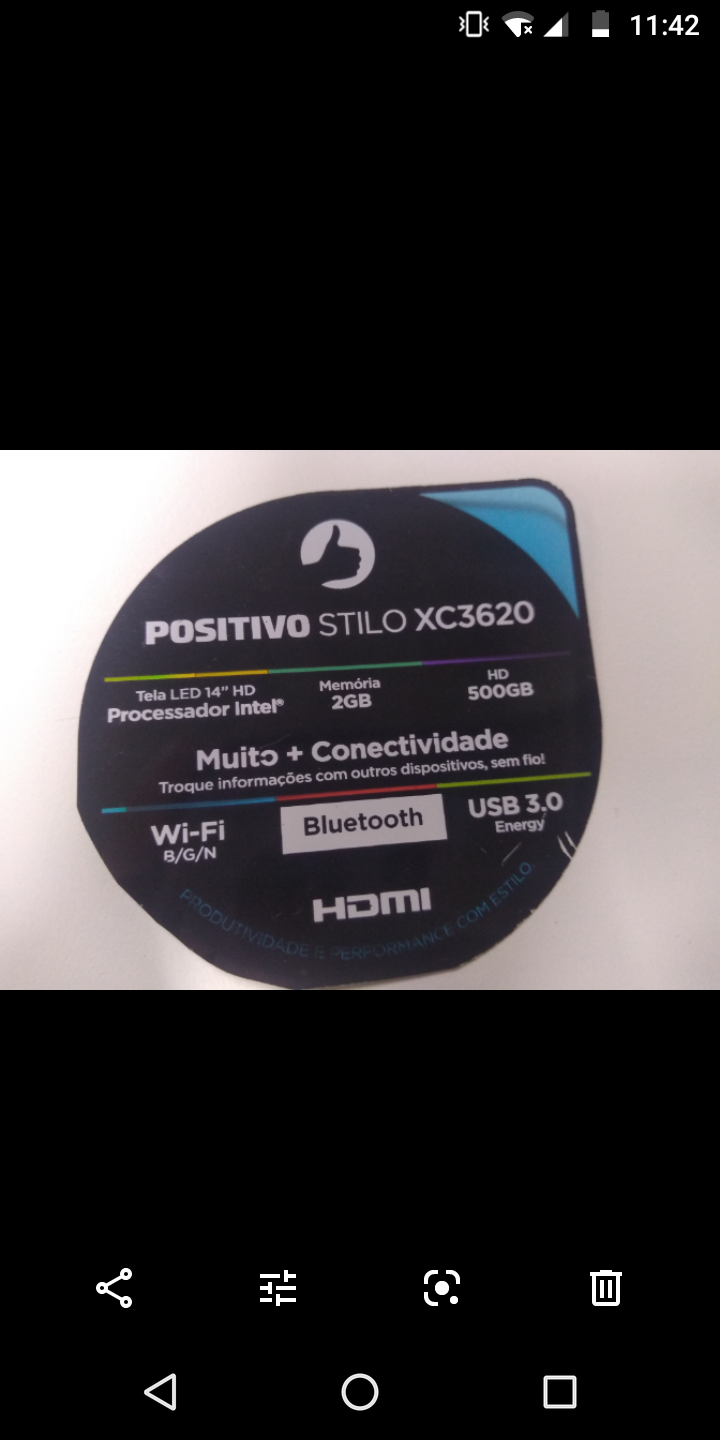 11:42
POSITIVO STILO XC3620
Tela LED 14" HD
Processador Intel®
Memória
2GB
HD
500GB
Muito + Conectividade
Troque informações com outros dispositivos, sem fio!
Wi-Fi
B/G/N
Bluetooth
USB 3.0
Energy
HDMI
PRODUTIVIDADE E PERFORMANCE COM ESTILO.